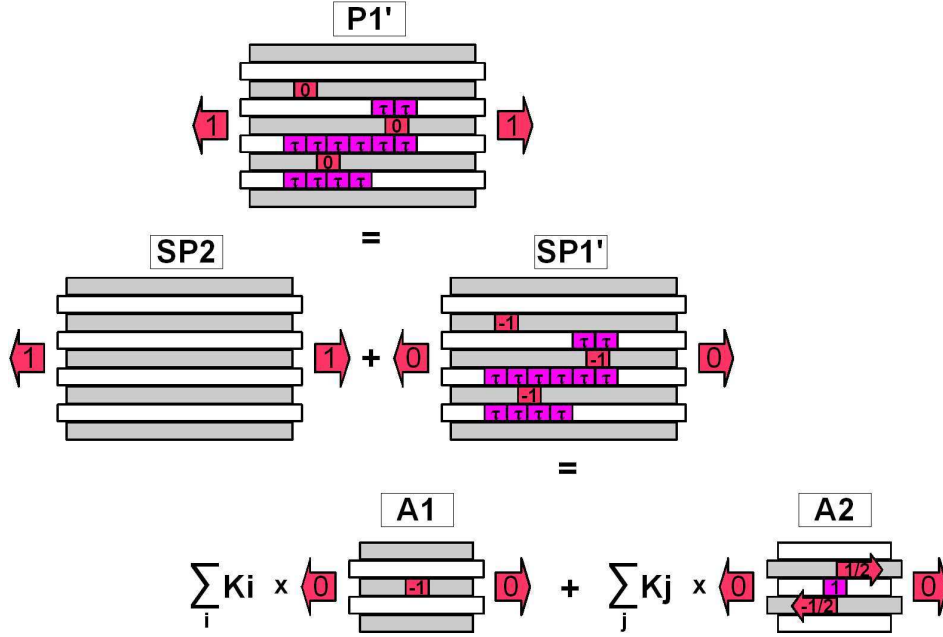 P1'
0
τ τ
1 0 1
τ τ τ τ τ τ
0
τ τ τ τ
=
SP2 SP1'
-1
τ τ
1 1 + 0 -1 0
τ τ τ τ τ τ
-1
τ τ τ τ
=
A1 A2
1/2
∑ Ki x 0 -1 0 + ∑ Kj x 0 1 0
-1/2
i j